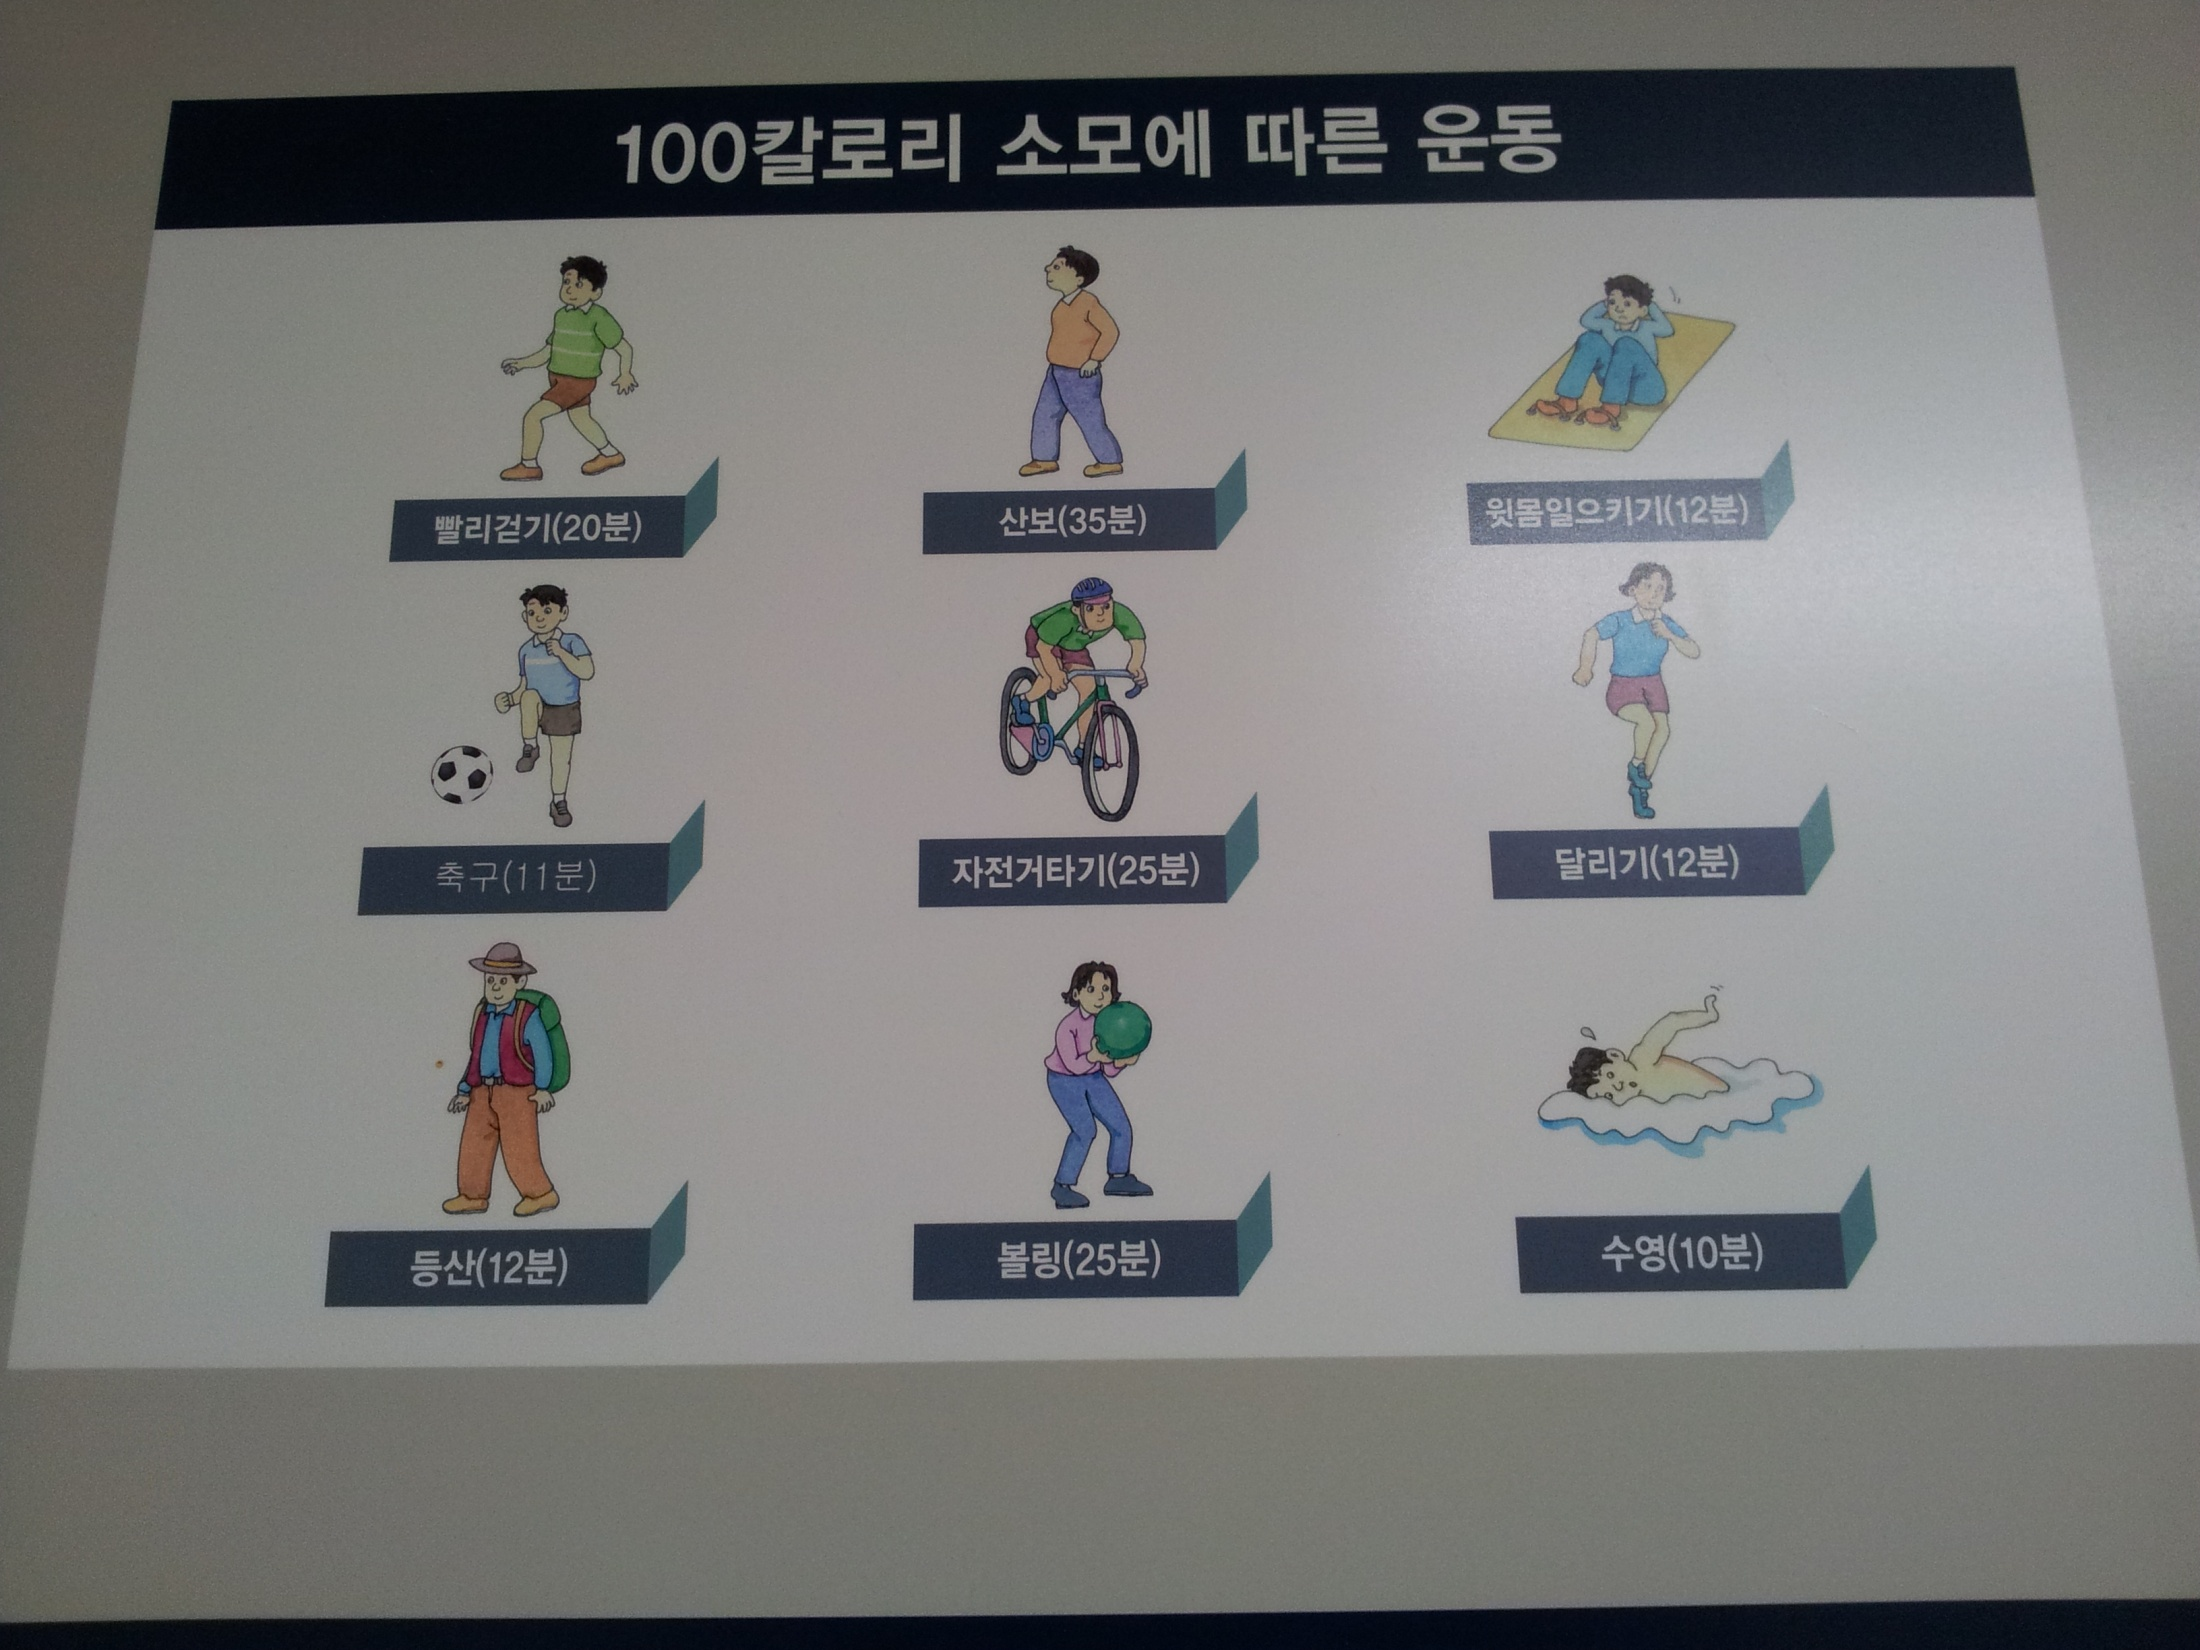 100칼로리 소모에 따른 운동
빨리걷기(20분)
산보(35분)
윗몸일으키기(12분)
축구(11분)
자전거타기(25분)
달리기(12분)
등산(12분)
볼링(25분)
수영(10분)